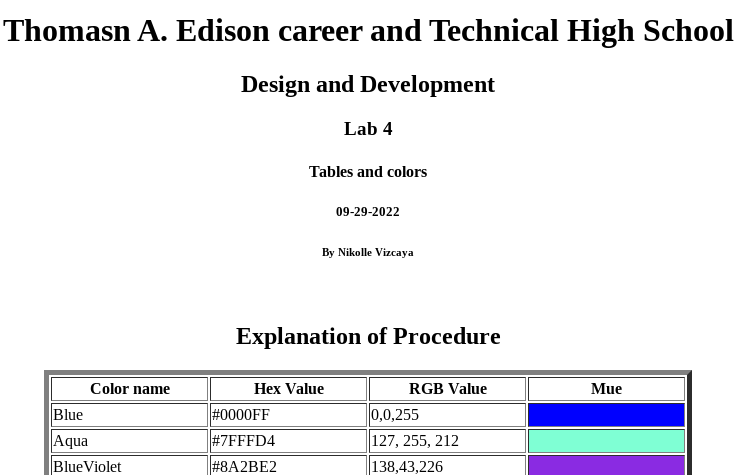 Thomasn A. Edison career and Technical High School
Design and Development
Lab 4
Tables and colors
09-29-2022
By Nikolle Vizcaya
Explanation of Procedure
Color name Hex Value RGB Value Mue
Blue #0000FF 0,0,255
Aqua #7FFFD4 127, 255, 212
BlueViolet #8A2BE2 138,43,226